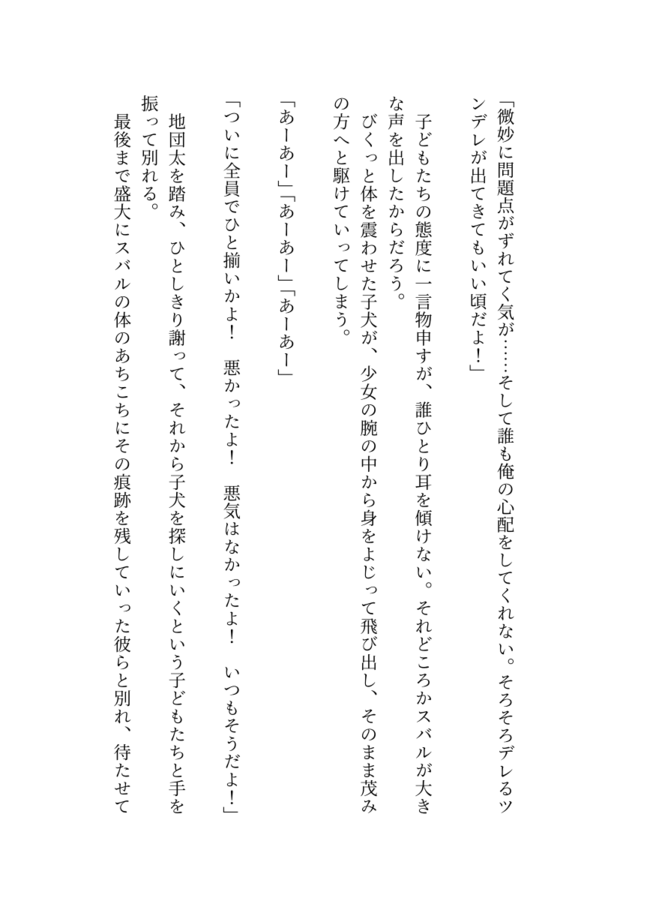 「微妙に問題点がずれてく気が……そして誰も俺の心配をしてくれない。そろそろデレるツ
ンデレが出てきてもいい頃だよ！」
　子どもたちの態度に一言物申すが、誰ひとり耳を傾けない。それどころかスバルが大き
な声を出したからだろう。
　びくっと体を震わせた子犬が、少女の腕の中から身をよじって飛び出し、そのまま茂み
の方へと駆けていってしまう。
「あーあー」「あーあー」「あーあー」
「ついに全員でひと揃いかよ！　悪かったよ！　悪気はなかったよ！　いつもそうだよ！」
　地団太を踏み、ひとしきり謝って、それから子犬を探しにいくという子どもたちと手を
振って別れる。
　最後まで盛大にスバルの体のあちこちにその痕跡を残していった彼らと別れ、待たせて